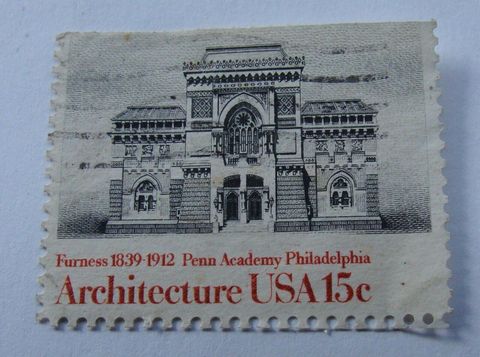 Furness 1839-1912 Penn Academy Philadelphia
Architecture USA 15c